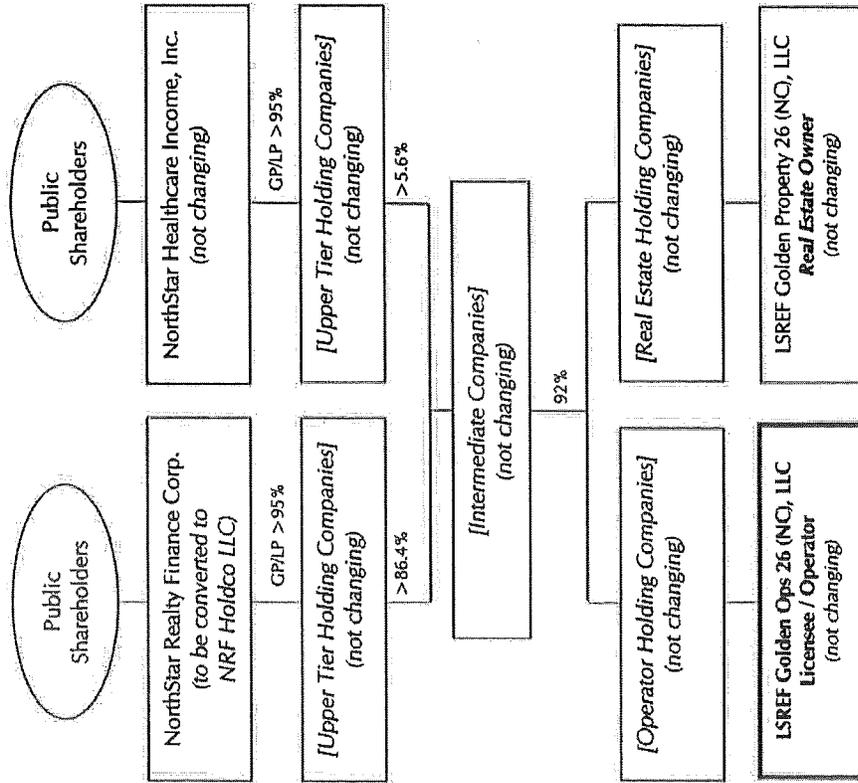 Public
Shareholders
Public
Shareholders
NorthStar Realty Finance Corp.
(to be converted to
NRF Holdco LLC)
NorthStar Healthcare Income, Inc.
(not changing)
GP/LP >95%
GP/LP >95%
[Upper Tier Holding Companies]
(not changing)
[Upper Tier Holding Companies]
(not changing)
>86.4%
>5.6%
[Intermediate Companies]
(not changing)
92%
[Operator Holding Companies]
(not changing)
[Real Estate Holding Companies]
(not changing)
LSREF Golden Ops 26 (NC), LLC
Licensee / Operator
(not changing)
LSREF Golden Property 26 (NC), LLC
Real Estate Owner
(not changing)